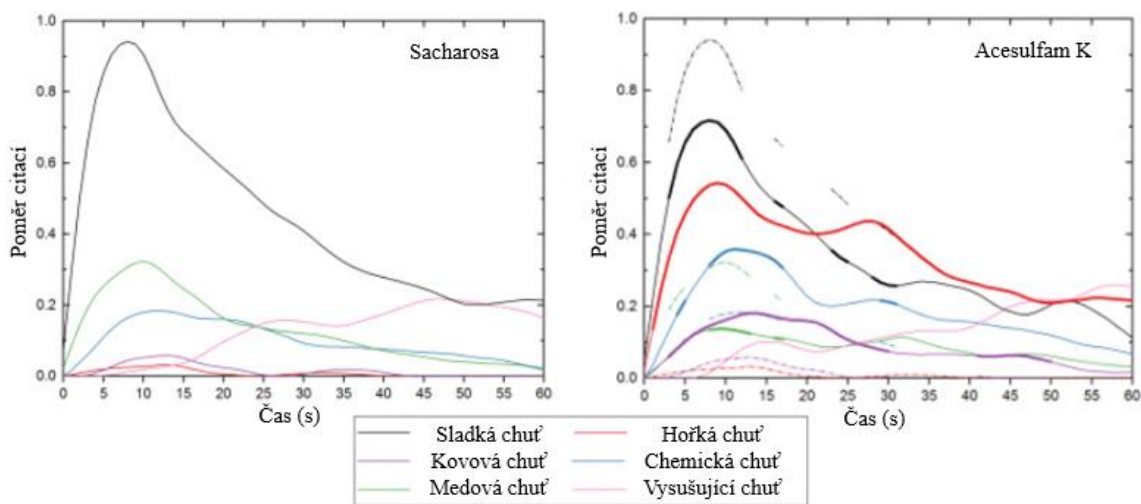 Sacharosa
Poměr citací
1.0
0.8
0.6
0.4
0.2
0.0
0 5 10 15 20 25 30 35 40 45 50 55 60
Čas (s)
Acesulfam K
Poměr citací
1.0
0.8
0.6
0.4
0.2
0.0
0 5 10 15 20 25 30 35 40 45 50 55 60
Čas (s)
Sladká chuť Hořká chuť
Kovová chuť Chemická chuť
Medová chuť Vysušující chuť